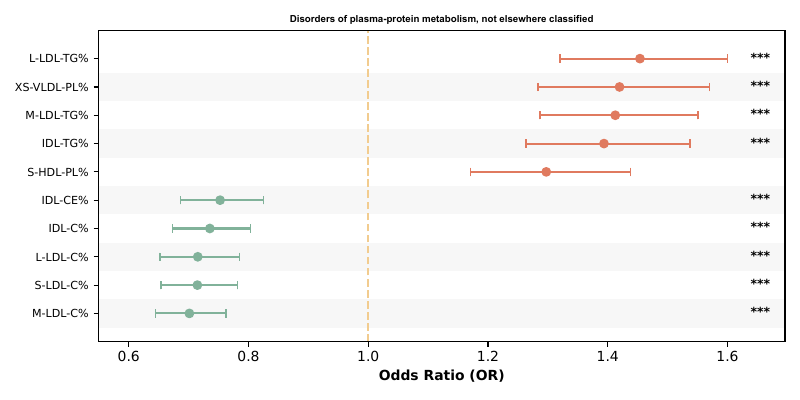 Disorders of plasma-protein metabolism, not elsewhere classified
L-LDL-TG% ***
XS-VLDL-PL% ***
M-LDL-TG% ***
IDL-TG% ***
S-HDL-PL%
IDL-CE% ***
IDL-C% ***
L-LDL-C% ***
S-LDL-C% ***
M-LDL-C% ***
0.6 0.8 1.0 1.2 1.4 1.6
Odds Ratio (OR)